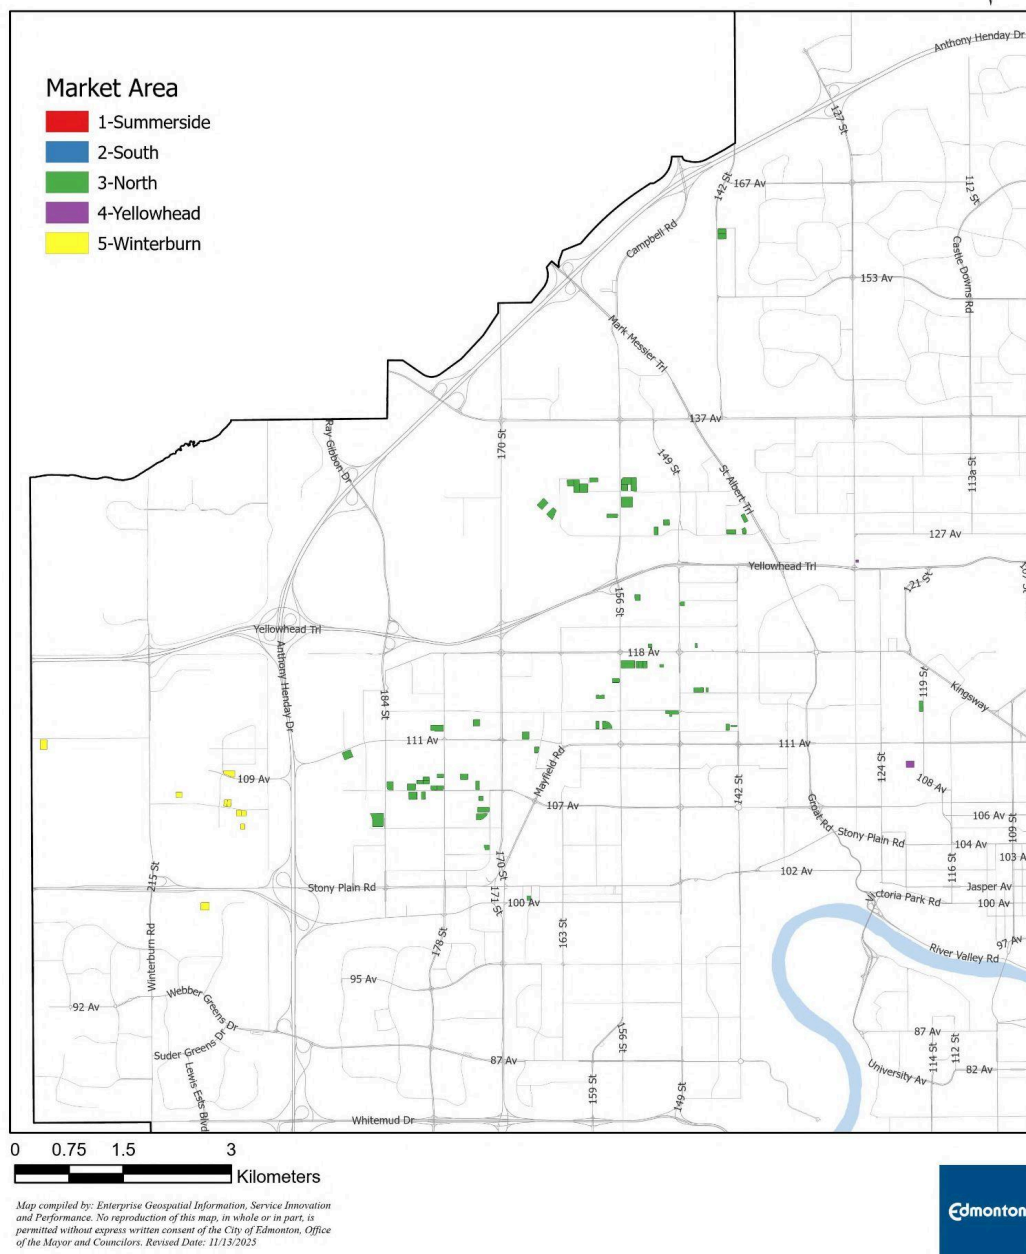 Market Area
1-Summerside
2-South
3-North
4-Yellowhead
5-Winterburn
Anthony Henday Dr
127 St
142 St
167 Av
112 St
Campbell Rd
Castle Downs Rd
153 Av
Mark Messier Trl
137 Av
Ray Gibbon Dr
170 St
149 St
St Albert Trl
113a St
127 Av
Yellowhead Trl
121 St
156 St
Yellowhead Trl
118 Av
Anthony Henday Dr
119 St
Kingsway
184 St
111 Av
111 Av
Mayfield Rd
124 St
109 Av
142 St
108 Av
107 Av
Groat Rd
106 Av
109 St
Stony Plain Rd
104 Av
103 A
215 St
170 St
102 Av
116 St
Stony Plain Rd
171 St
100 Av
Jasper Av
Victoria Park Rd
100 Av
Winterburn Rd
178 St
163 St
97 Av
River Valley Rd
95 Av
92 Av
Webber Greens Dr
156 St
87 Av
Suder Greens Dr
87 Av
114 St
112 St
University Av
82 Av
Lewis Ests Blvd
159 St
149 St
Whitemud Dr
0 0.75 1.5 3
Kilometers
Map compiled by: Enterprise Geospatial Information, Service Innovation
and Performance. No reproduction of this map, in whole or in part, is
permitted without express written consent of the City of Edmonton, Office
of the Mayor and Councilors. Revised Date: 11/13/2025
Edmonton